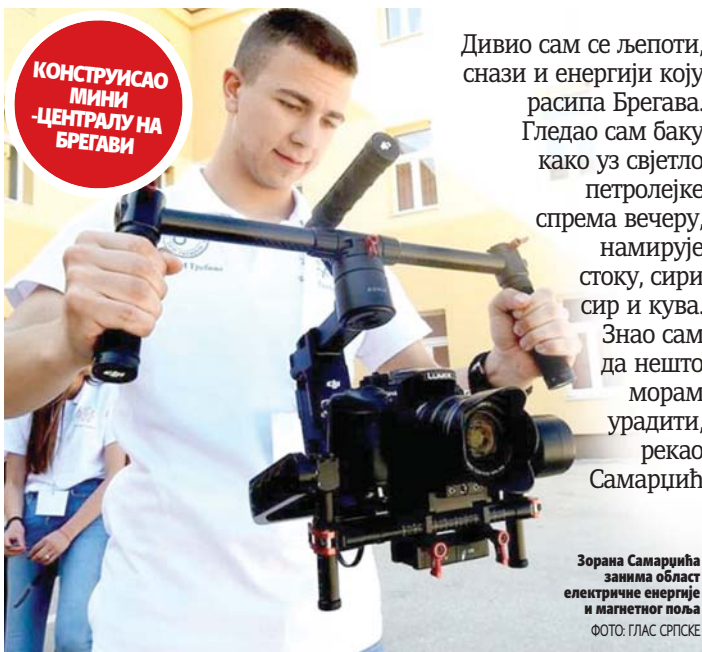 КОНСТРУИСАО
МИНИ
-ЦЕНТРАЛУ НА
БРЕГАВИ
Дивио сам се љепоти,
снази и енергији коју
расипа Брегава.
Гледао сам баку
како уз свјетло
петролејке
спрема вечеру,
намирује
стоку, сири
сир и кува.
Знао сам
да нешто
морам
урадити,
рекао
Самарџић
LUMIX
Зорана Самарџића
занима област
електричне енергије
и магнетног поља
ФОТО: ГЛАС СРПСКЕ